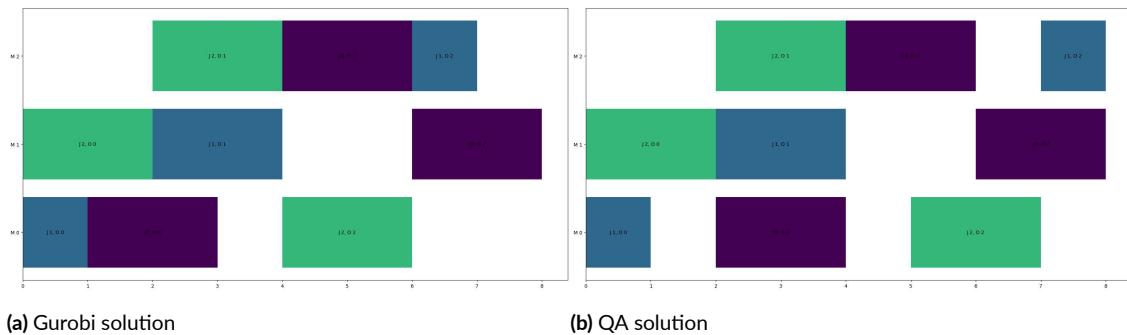 M 2
J 2, O 1
J 1, O 2
M 1
J 2, O 0
J 1, O 1
M 0
J 1, O 0
J 2, O 2
0 1 2 3 4 5 6 7 8
(a) Gurobi solution
M 2
J 2, O 1
J 1, O 2
M 1
J 2, O 0
J 1, O 1
M 0
J 1, O 0
J 2, O 2
0 1 2 3 4 5 6 7 8
(b) QA solution